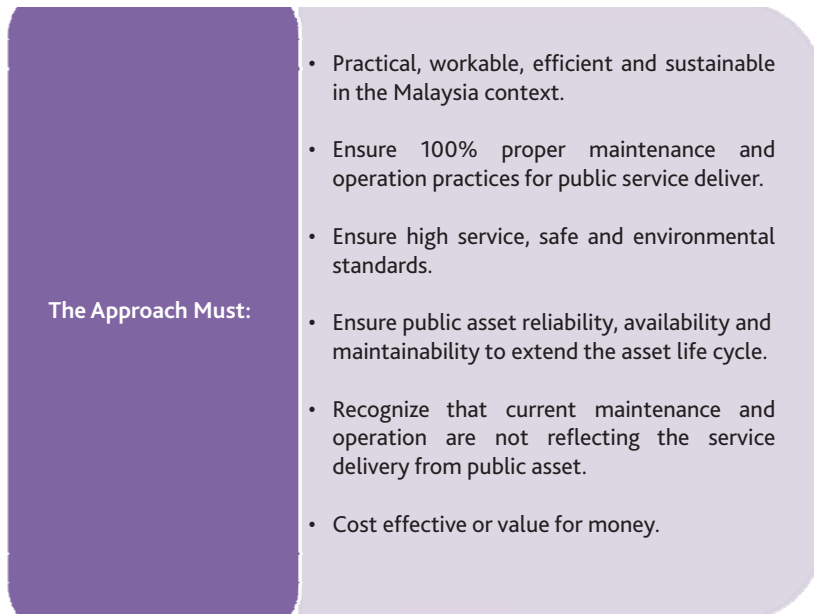 The Approach Must:
• Practical, workable, efficient and sustainable
in the Malaysia context.
• Ensure 100% proper maintenance and
operation practices for public service deliver.
• Ensure high service, safe and environmental
standards.
• Ensure public asset reliability, availability and
maintainability to extend the asset life cycle.
• Recognize that current maintenance and
operation are not reflecting the service
delivery from public asset.
• Cost effective or value for money.